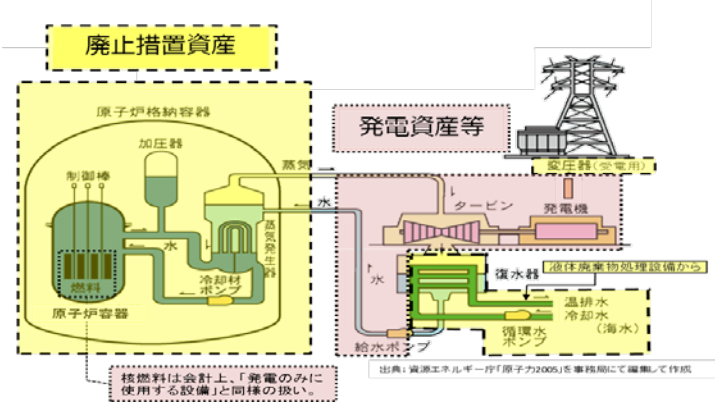 廃止措置資産
原子炉格納容器
加圧器
制御棒
蒸気
発電資産等
変圧器(受電用)
タービン
発電機
水
水
蒸気発生器
冷却材
ポンプ
燃料
原子炉容器
水
復水器
液体廃棄物処理設備から
温排水
冷却水
(海水)
循環水
ポンプ
給水ポンプ
核燃料は会計上、「発電のみに
使用する設備」と同様の扱い。
出典:資源エネルギー庁「原子力2005」を事務局にて編集して作成